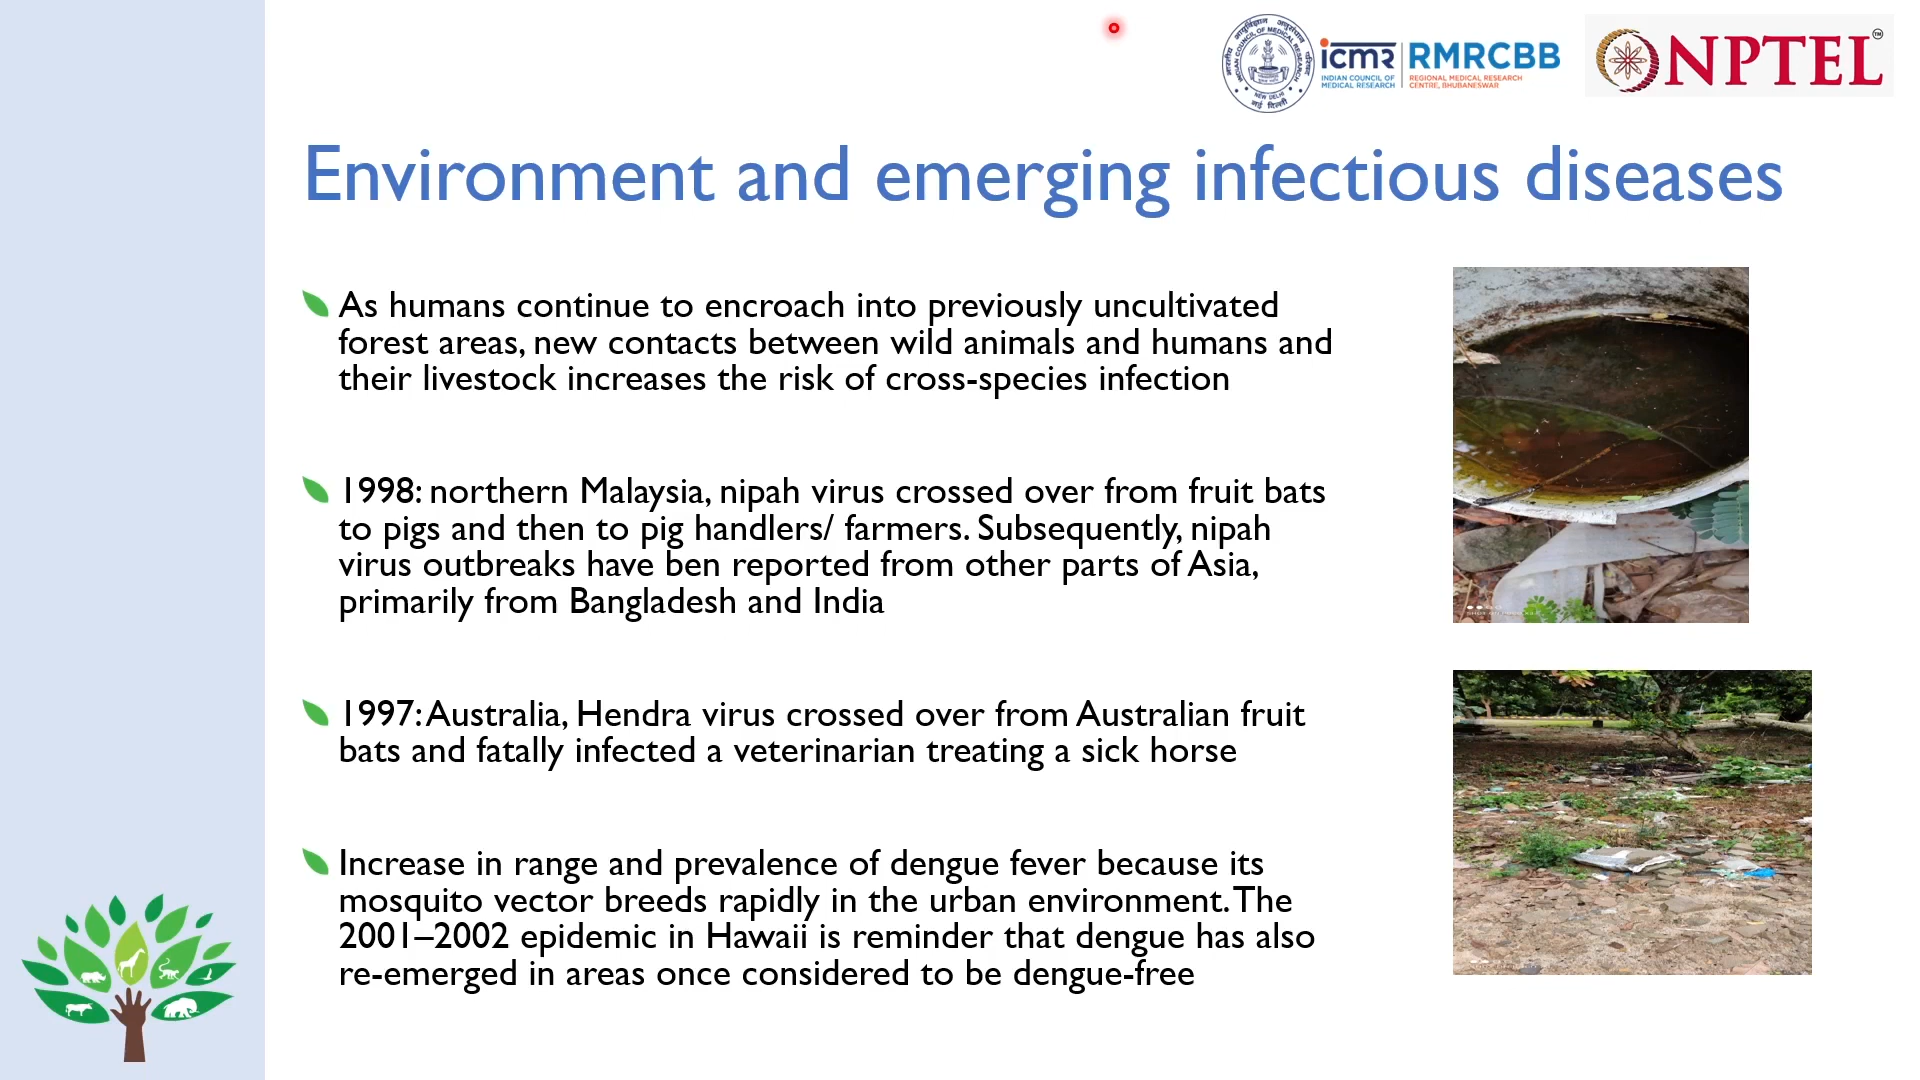 icmr
INDIAN COUNCIL OF
MEDICAL RESEARCH
RMRCBB
REGIONAL MEDICAL RESEARCH
CENTRE, BHUBANESWAR
NPTEL
TM
Environment and emerging infectious diseases
As humans continue to encroach into previously uncultivated
forest areas, new contacts between wild animals and humans and
their livestock increases the risk of cross-species infection
1998: northern Malaysia, nipah virus crossed over from fruit bats
to pigs and then to pig handlers/ farmers. Subsequently, nipah
virus outbreaks have ben reported from other parts of Asia,
primarily from Bangladesh and India
1997: Australia, Hendra virus crossed over from Australian fruit
bats and fatally infected a veterinarian treating a sick horse
Increase in range and prevalence of dengue fever because its
mosquito vector breeds rapidly in the urban environment. The
2001–2002 epidemic in Hawaii is reminder that dengue has also
re-emerged in areas once considered to be dengue-free